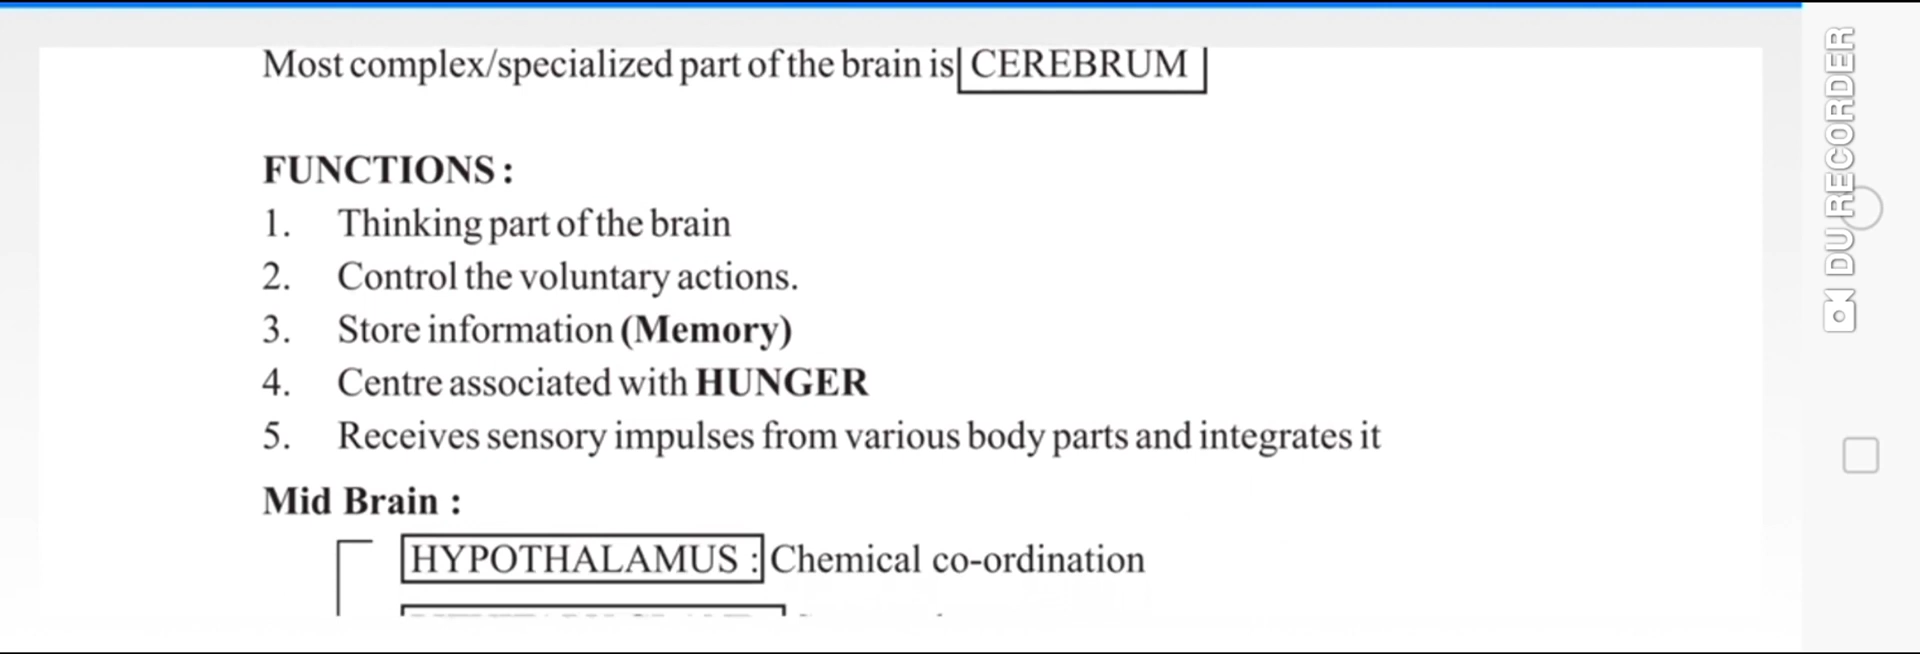 Most complex/specialized part of the brain is CEREBRUM
FUNCTIONS :
1. Thinking part of the brain
2. Control the voluntary actions.
3. Store information (Memory)
4. Centre associated with HUNGER
5. Receives sensory impulses from various body parts and integrates it
Mid Brain :
HYPOTHALAMUS : Chemical co-ordination
DU RECORDER